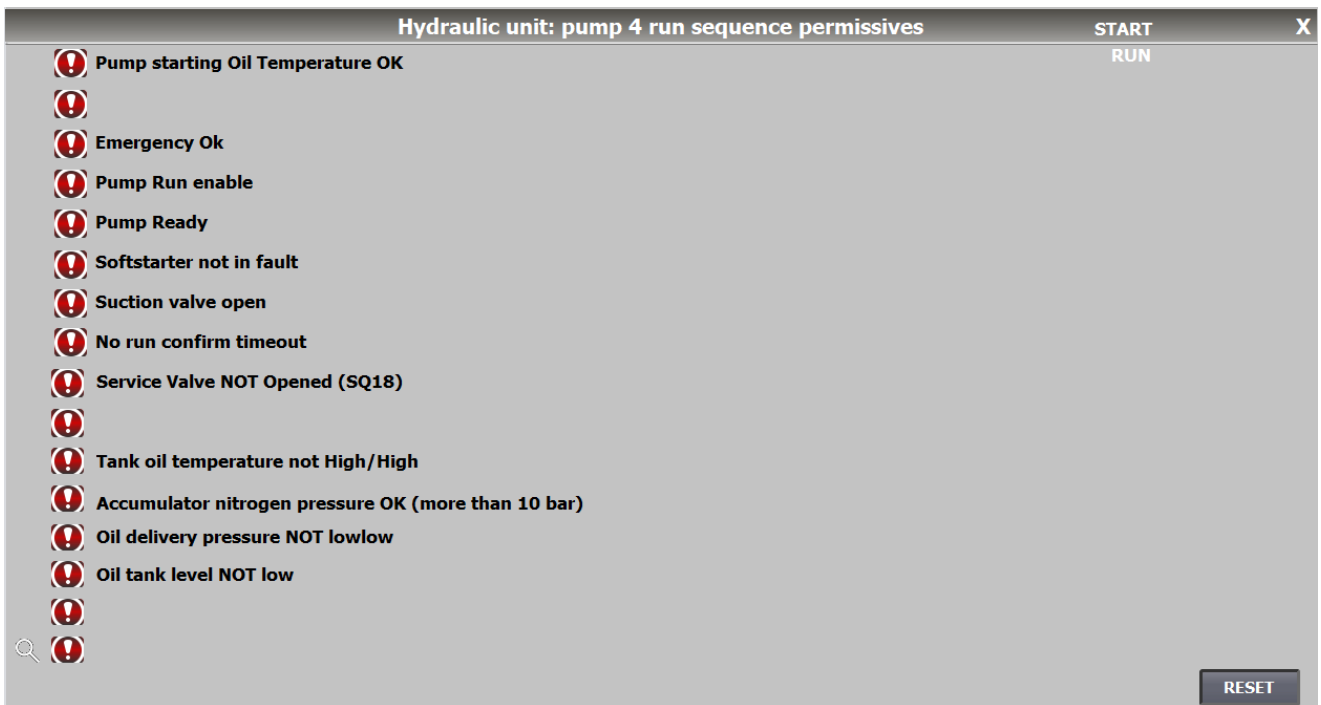 Hydraulic unit: pump 4 run sequence permissives START X
RUN
Pump starting Oil Temperature OK
Emergency Ok
Pump Run enable
Pump Ready
Softstarter not in fault
Suction valve open
No run confirm timeout
Service Valve NOT Opened (SQ18)
Tank oil temperature not High/High
Accumulator nitrogen pressure OK (more than 10 bar)
Oil delivery pressure NOT lowlow
Oil tank level NOT low
RESET